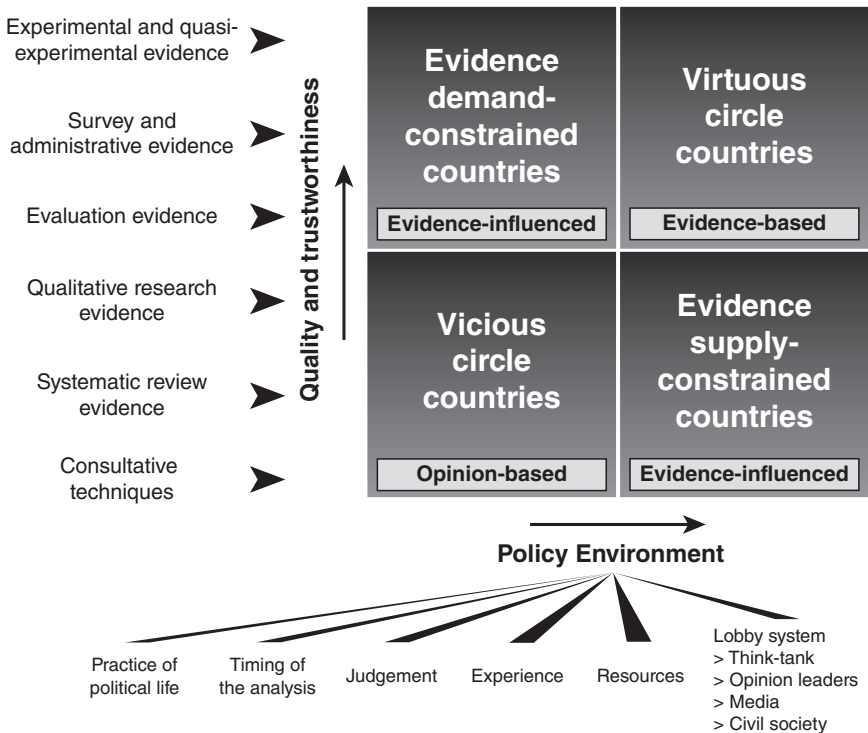 Experimental and quasi-
experimental evidence
Survey and
administrative evidence
Evaluation evidence
Qualitative research
evidence
Systematic review
evidence
Consultative
techniques
Quality and trustworthiness
Evidence
demand-
constrained
countries
Evidence-influenced
Virtuous
circle
countries
Evidence-based
Vicious
circle
countries
Opinion-based
Evidence
supply-
constrained
countries
Evidence-influenced
Policy Environment
Practice of
political life
Timing of
the analysis
Judgement
Experience
Resources
Lobby system
> Think-tank
> Opinion leaders
> Media
> Civil society